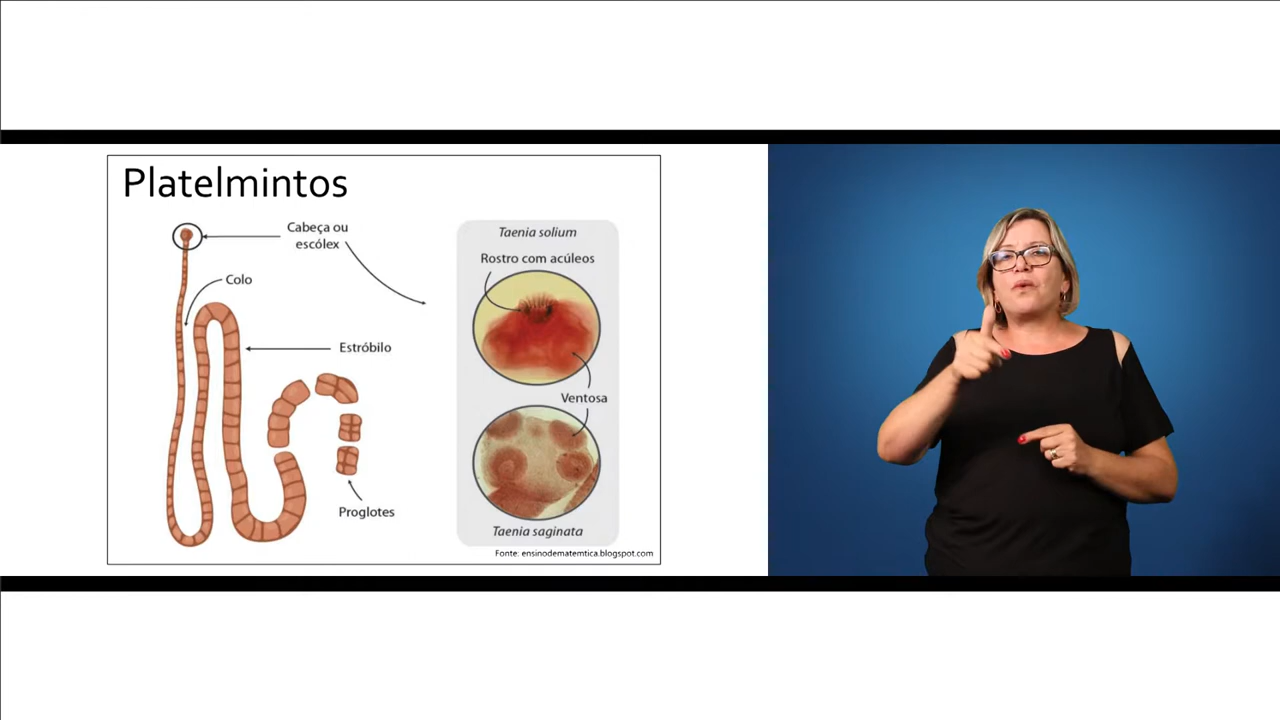 Platelmintos
Cabeça ou
escólex
Colo
Estróbilo
Proglotes
Taenia solium
Rostro com acúleos
Ventosa
Taenia saginata
Fonte: ensinodematemtica.blogspot.com